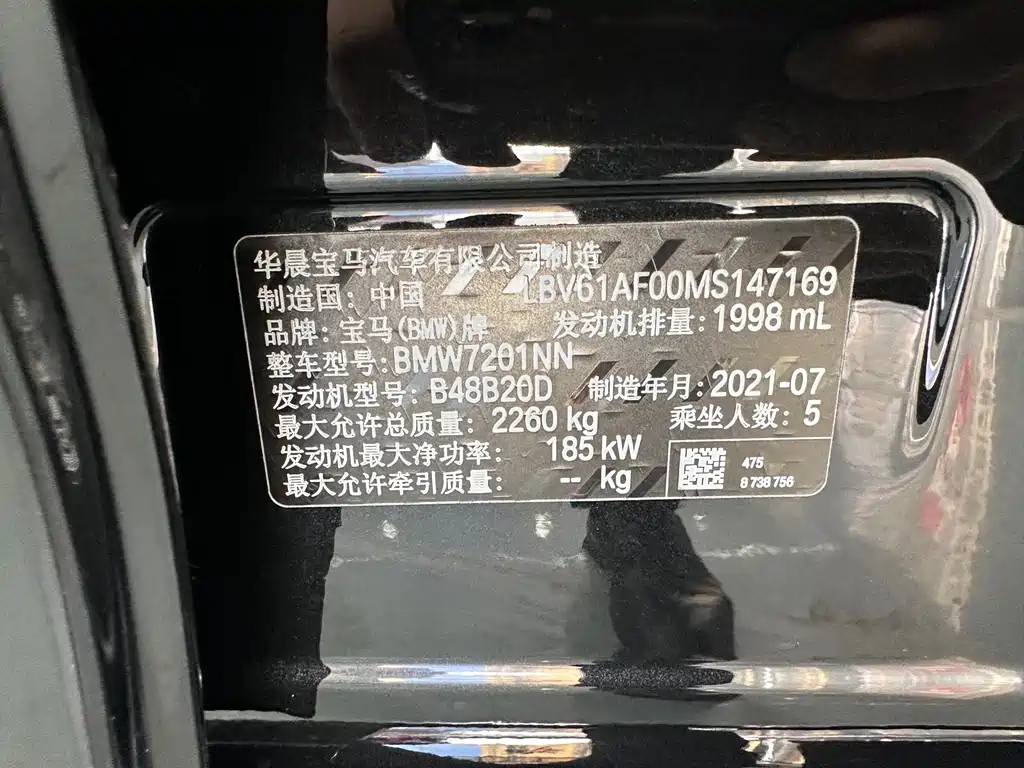 华晨宝马汽车有限公司制造
制造国：中国 LBV61AF00MS147169
品牌：宝马(BMW)牌 发动机排量：1998 mL
整车型号:BMW7201NN
发动机型号：B48B20D 制造年月:2021-07
最大允许总质量：2260 kg 乘坐人数：5
发动机最大净功率： 185 kW
最大允许牵引质量： -- kg
475
8 738 756